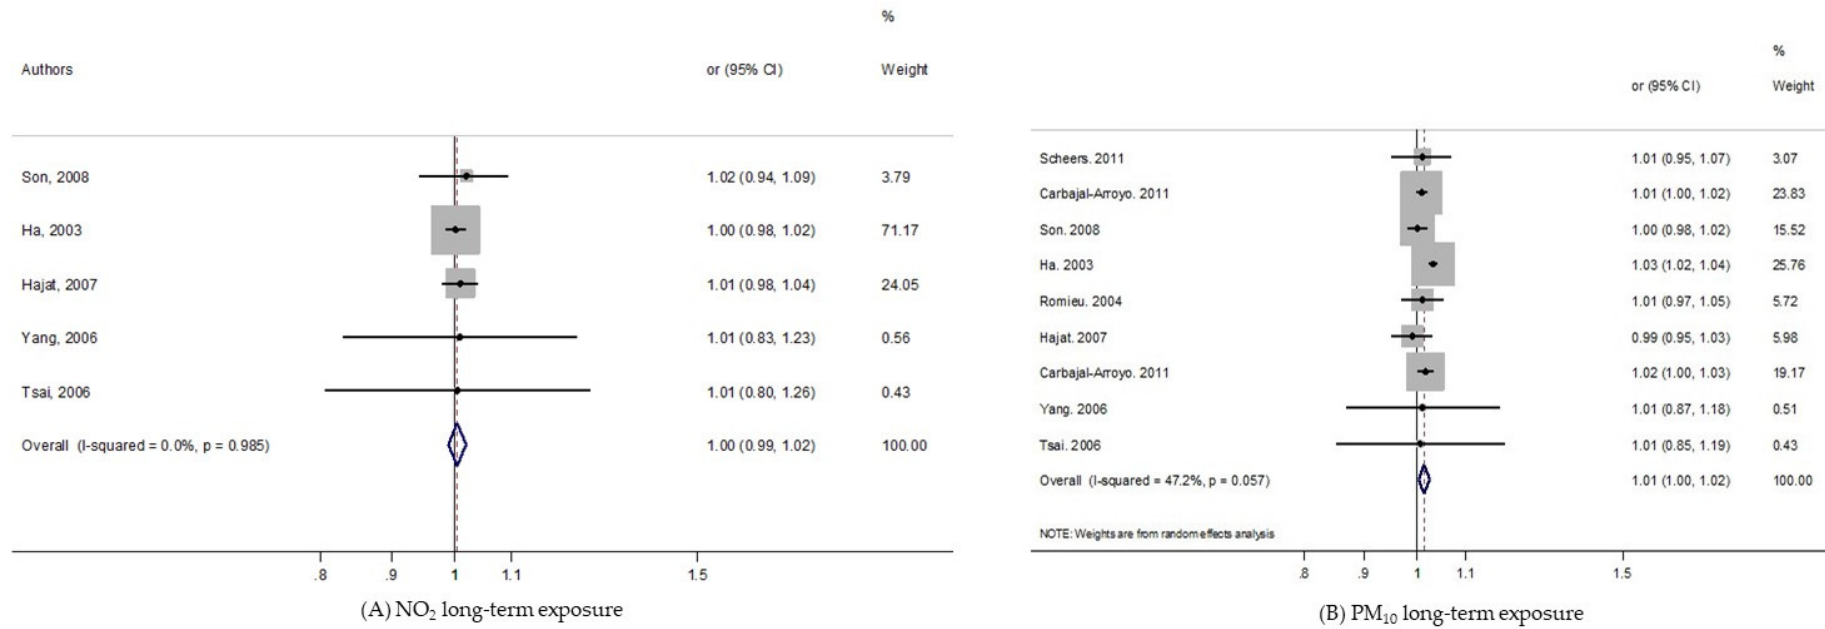 %
Authors or (95% CI) Weight
Son, 2008 1.02 (0.94, 1.09) 3.79
Ha, 2003 1.00 (0.98, 1.02) 71.17
Hajat, 2007 1.01 (0.98, 1.04) 24.05
Yang, 2006 1.01 (0.83, 1.23) 0.56
Tsai, 2006 1.01 (0.80, 1.26) 0.43
Overall (I-squared = 0.0%, p = 0.985) 1.00 (0.99, 1.02) 100.00
.8 .9 1 1.1 1.5
(A) NO₂ long-term exposure
%
or (95% CI) Weight
Scheers. 2011 1.01 (0.95, 1.07) 3.07
Carbajal-Arroyo. 2011 1.01 (1.00, 1.02) 23.83
Son. 2008 1.00 (0.98, 1.02) 15.52
Ha. 2003 1.03 (1.02, 1.04) 25.76
Romieu. 2004 1.01 (0.97, 1.05) 5.72
Hajat. 2007 0.99 (0.95, 1.03) 5.98
Carbajal-Arroyo. 2011 1.02 (1.00, 1.03) 19.17
Yang. 2006 1.01 (0.87, 1.18) 0.51
Tsai. 2006 1.01 (0.85, 1.19) 0.43
Overall (I-squared = 47.2%, p = 0.057) 1.01 (1.00, 1.02) 100.00
NOTE: Weights are from random effects analysis
.8 .9 1 1.1 1.5
(B) PM₁₀ long-term exposure